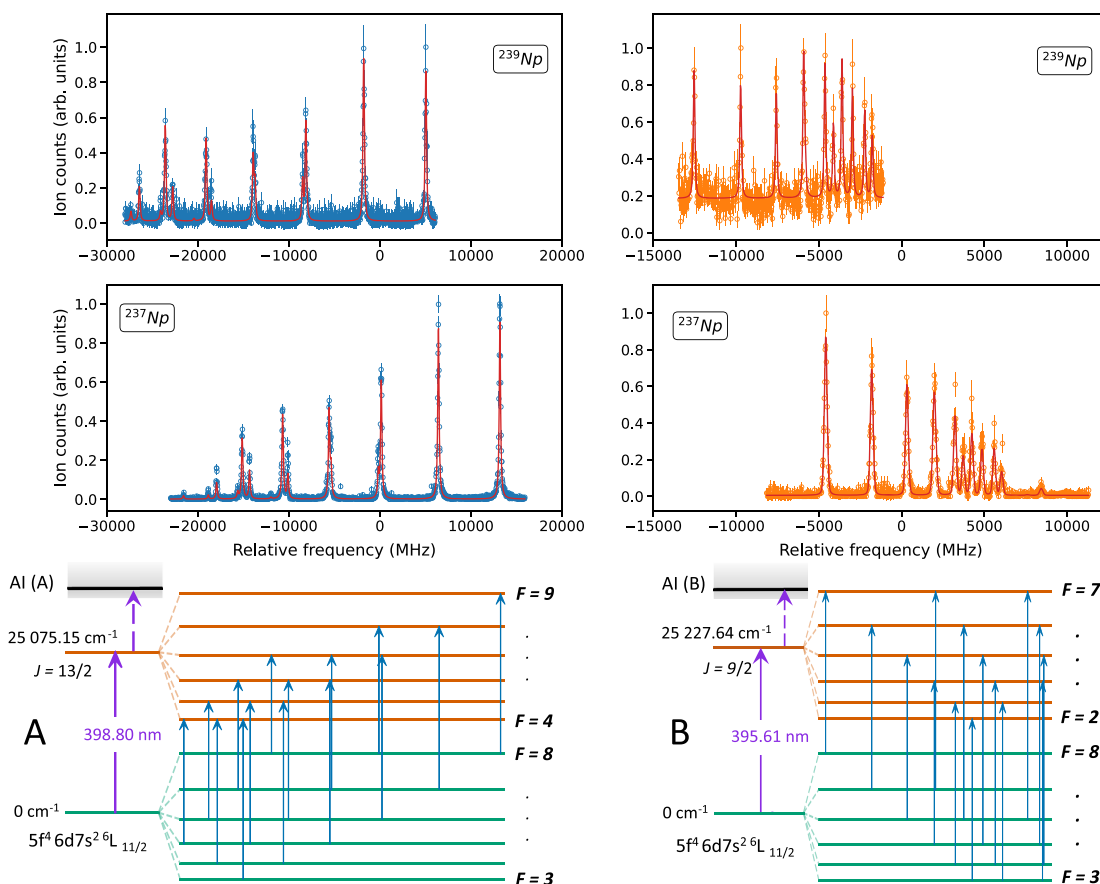 Ion counts (arb. units)
1.0
0.8
0.6
0.4
0.2
0.0
²³⁹Np
−30000 −20000 −10000 0 10000 20000
1.0
0.8
0.6
0.4
0.2
0.0
²³⁹Np
−15000 −10000 −5000 0 5000 10000
Ion counts (arb. units)
1.0
0.8
0.6
0.4
0.2
0.0
²³⁷Np
−30000 −20000 −10000 0 10000 20000
Relative frequency (MHz)
1.0
0.8
0.6
0.4
0.2
0.0
²³⁷Np
−15000 −10000 −5000 0 5000 10000
Relative frequency (MHz)
AI (A)
F = 9
25 075.15 cm⁻¹
.
J = 13/2
.
.
A
398.80 nm
F = 4
F = 8
0 cm⁻¹
.
.
.
5f⁴ 6d7s² ⁶L ₁₁/₂
F = 3
AI (B)
F = 7
25 227.64 cm⁻¹
.
J = 9/2
.
.
B
395.61 nm
F = 2
F = 8
0 cm⁻¹
.
.
.
5f⁴ 6d7s² ⁶L ₁₁/₂
F = 3